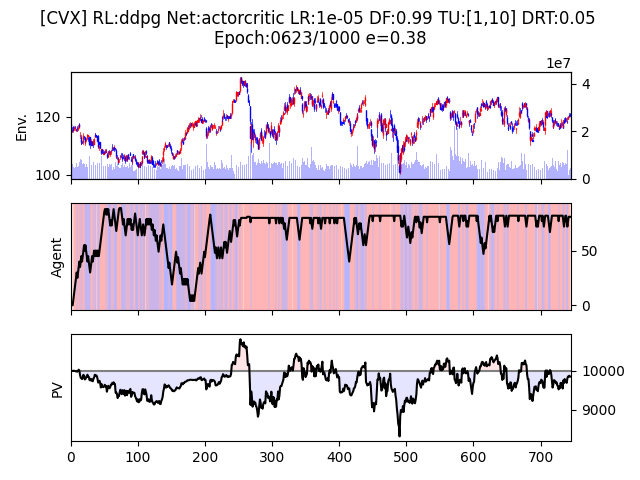 [CVX] RL:ddpg Net:actorcritic LR:1e-05 DF:0.99 TU:[1,10] DRT:0.05
Epoch:0623/1000 e=0.38
1e7
Env.
120
100
4
2
0
Agent
50
0
PV
10000
9000
0 100 200 300 400 500 600 700